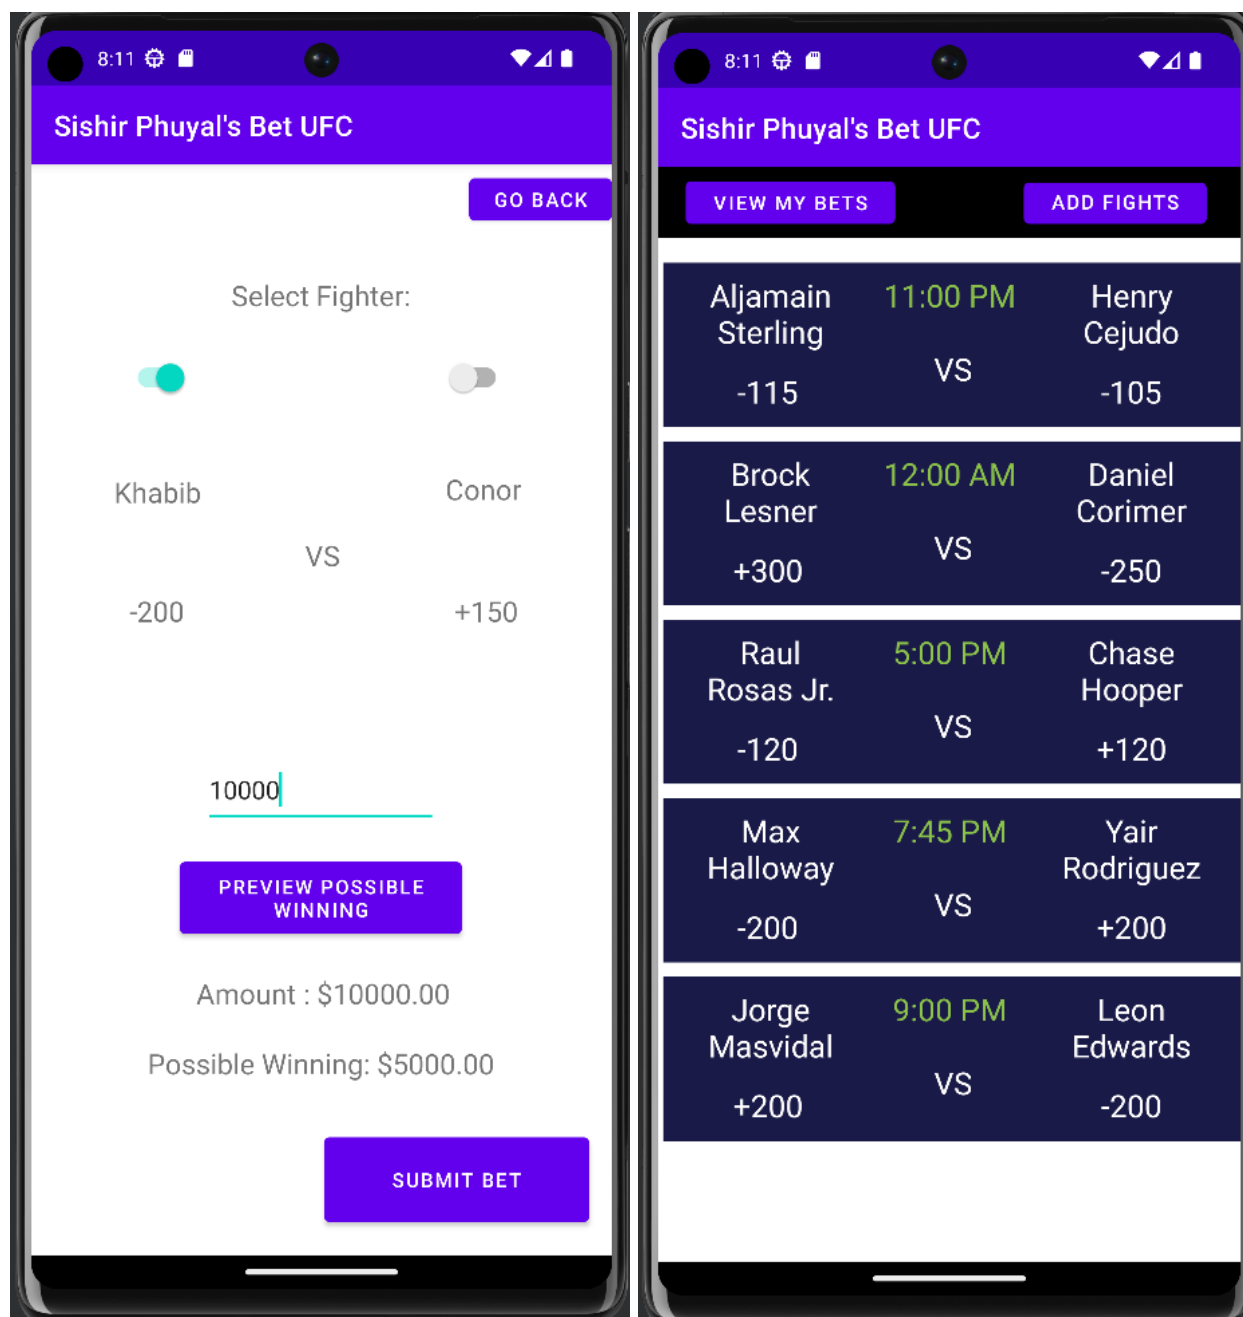 8:11
Sishir Phuyal's Bet UFC
GO BACK
Select Fighter:
Khabib
Conor
VS
-200
+150
10000
PREVIEW POSSIBLE
WINNING
Amount : $10000.00
Possible Winning: $5000.00
SUBMIT BET
8:11
Sishir Phuyal's Bet UFC
VIEW MY BETS
ADD FIGHTS
Aljamain
Sterling
-115
11:00 PM
VS
Henry
Cejudo
-105
Brock
Lesner
+300
12:00 AM
VS
Daniel
Corimer
-250
Raul
Rosas Jr.
-120
5:00 PM
VS
Chase
Hooper
+120
Max
Halloway
-200
7:45 PM
VS
Yair
Rodriguez
+200
Jorge
Masvidal
+200
9:00 PM
VS
Leon
Edwards
-200